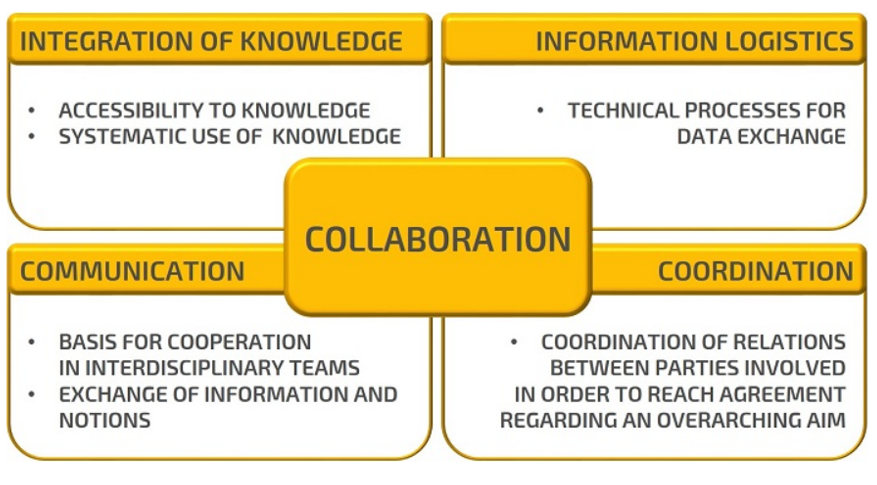 INTEGRATION OF KNOWLEDGE
• ACCESSIBILITY TO KNOWLEDGE
• SYSTEMATIC USE OF KNOWLEDGE
INFORMATION LOGISTICS
• TECHNICAL PROCESSES FOR
DATA EXCHANGE
COLLABORATION
COMMUNICATION
• BASIS FOR COOPERATION
IN INTERDISCIPLINARY TEAMS
• EXCHANGE OF INFORMATION AND
NOTIONS
COORDINATION
• COORDINATION OF RELATIONS
BETWEEN PARTIES INVOLVED
IN ORDER TO REACH AGREEMENT
REGARDING AN OVERARCHING AIM